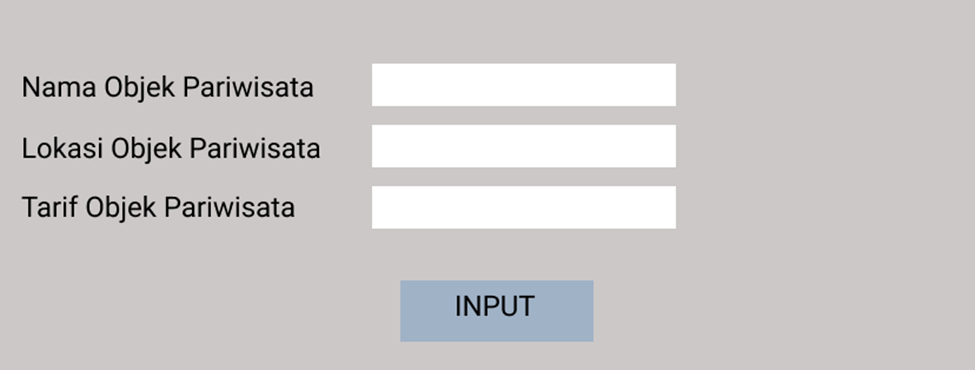 Nama Objek Pariwisata
Lokasi Objek Pariwisata
Tarif Objek Pariwisata
INPUT